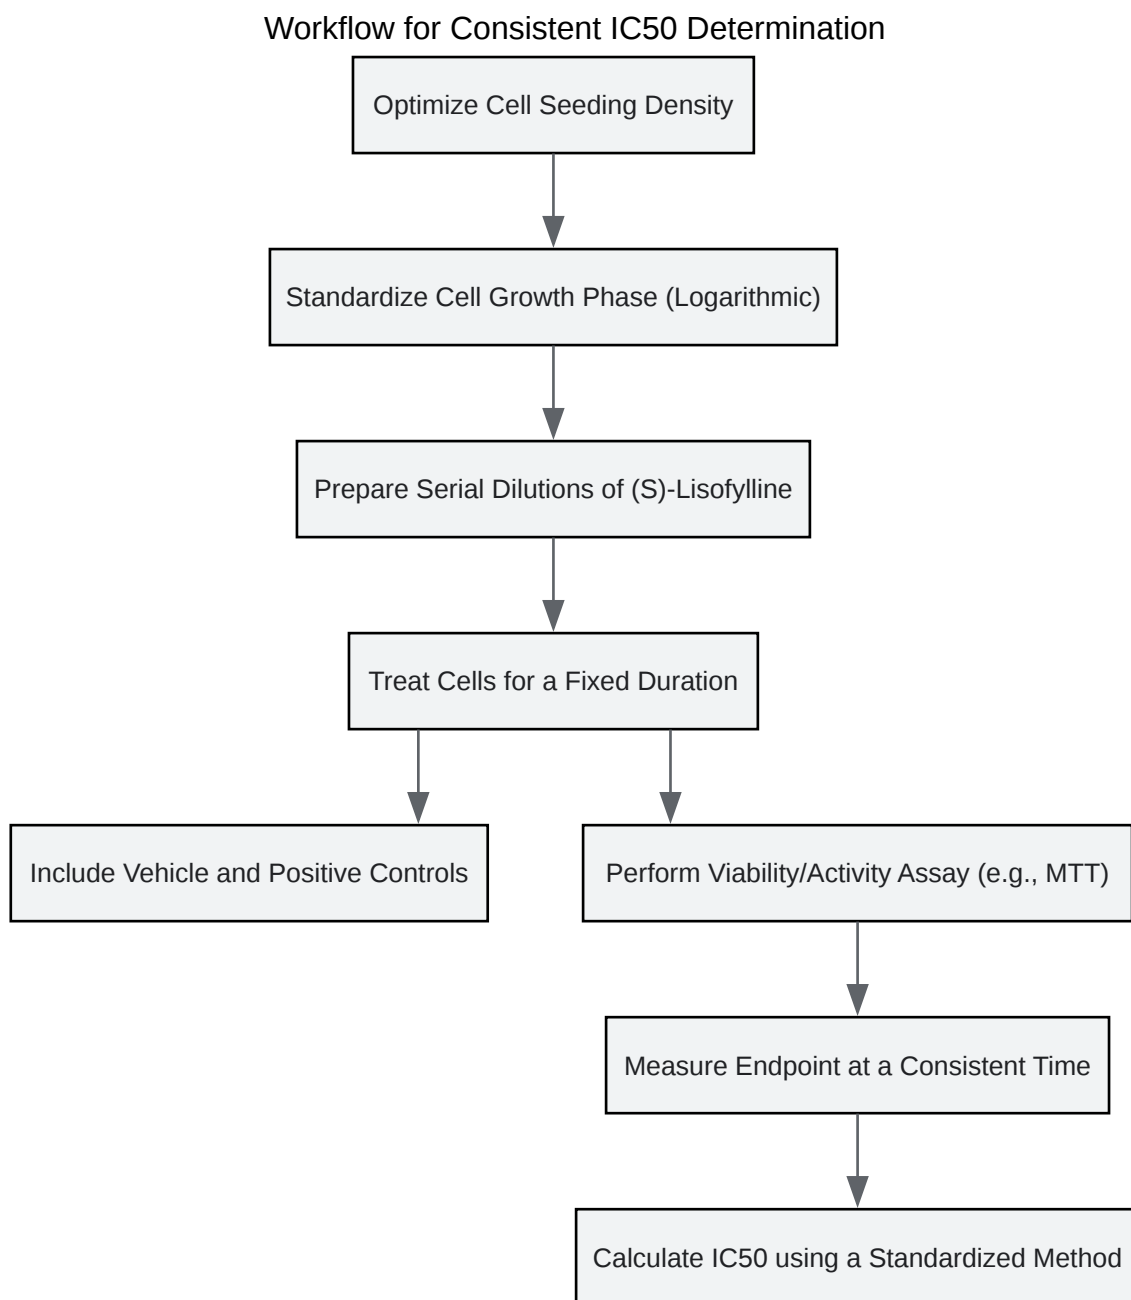 Workflow for Consistent IC50 Determination
Optimize Cell Seeding Density
Standardize Cell Growth Phase (Logarithmic)
Prepare Serial Dilutions of (S)-Lisofylline
Treat Cells for a Fixed Duration
Include Vehicle and Positive Controls
Perform Viability/Activity Assay (e.g., MTT)
Measure Endpoint at a Consistent Time
Calculate IC50 using a Standardized Method